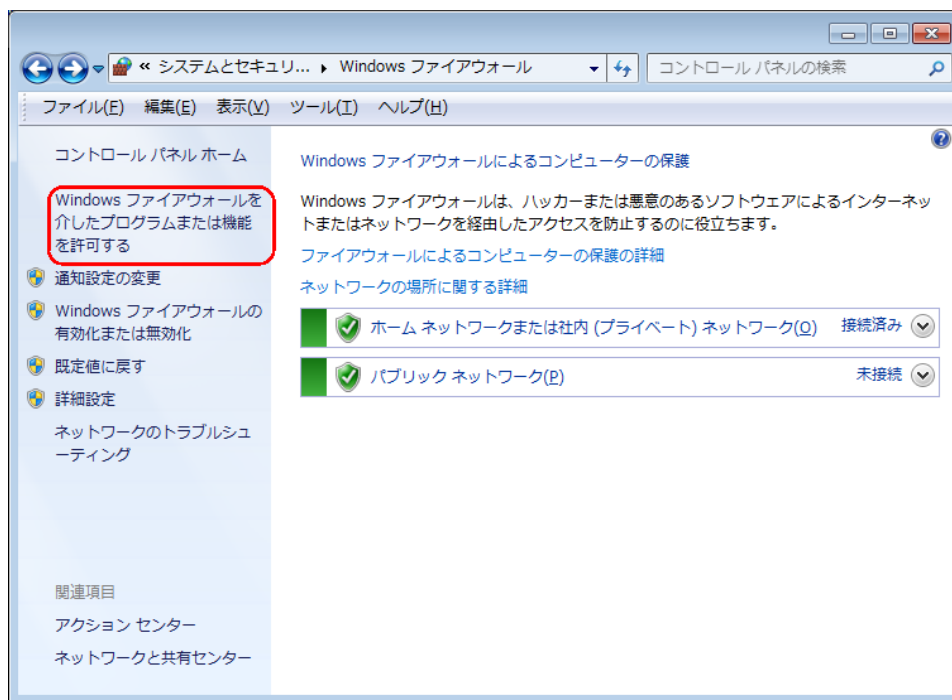 « システムとセキュリ... ▸ Windows ファイアウォール
コントロール パネルの検索
ファイル(F) 編集(E) 表示(V) ツール(T) ヘルプ(H)
コントロール パネル ホーム
Windows ファイアウォールを
介したプログラムまたは機能
を許可する
通知設定の変更
Windows ファイアウォールの
有効化または無効化
既定値に戻す
詳細設定
ネットワークのトラブルシュ
ーティング
関連項目
アクション センター
ネットワークと共有センター
Windows ファイアウォールによるコンピューターの保護
Windows ファイアウォールは、ハッカーまたは悪意のあるソフトウェアによるインターネッ
トまたはネットワークを経由したアクセスを防止するのに役立ちます。
ファイアウォールによるコンピューターの保護の詳細
ネットワークの場所に関する詳細
ホーム ネットワークまたは社内 (プライベート) ネットワーク(O) 接続済み
パブリック ネットワーク(P) 未接続